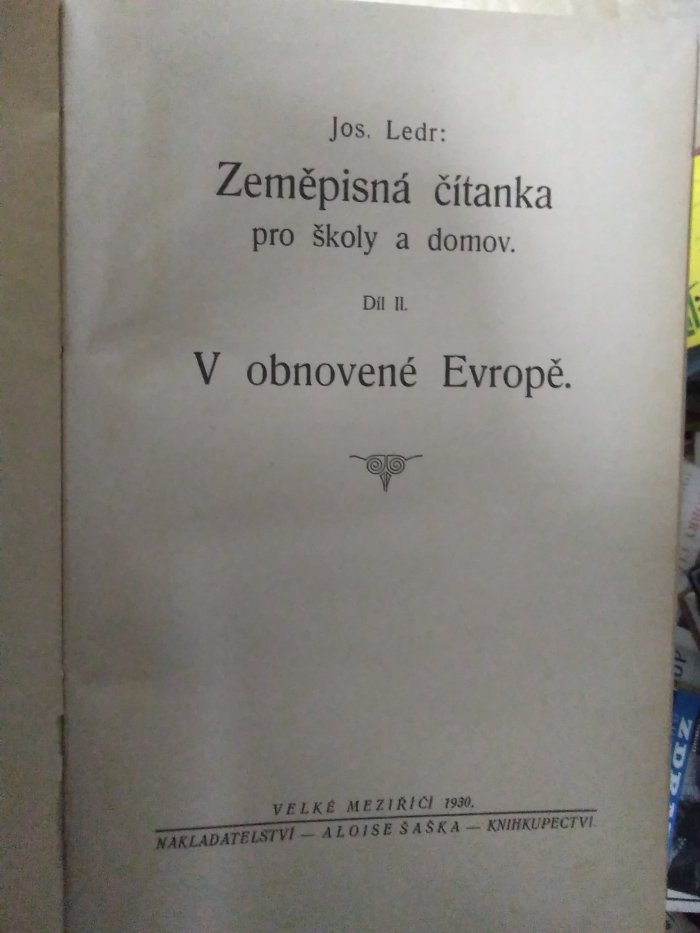 Jos. Ledr:
Zeměpisná čítanka
pro školy a domov.
Díl II.
V obnovené Evropě.
VELKÉ MEZIŘÍČÍ 1930.
NAKLADATELSTVÍ — ALOISE ŠAŠKA — KNIHKUPECTVÍ.